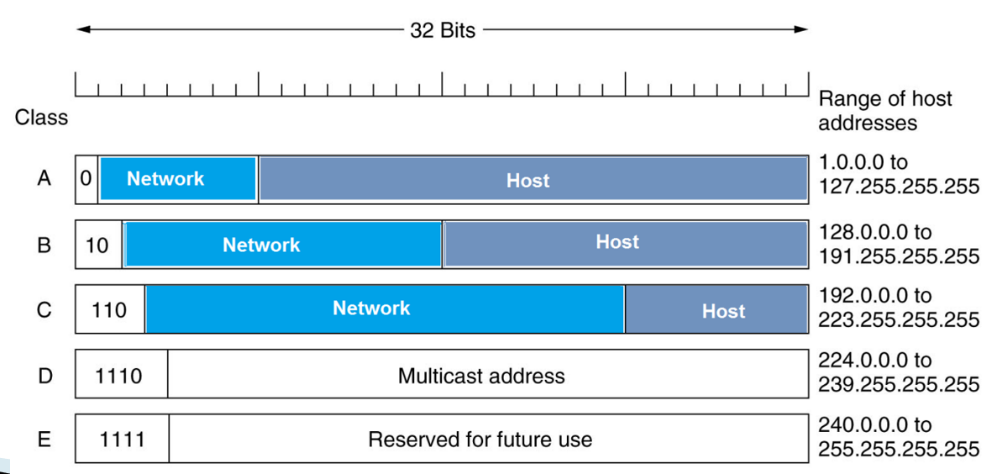 32 Bits
Class
Range of host
addresses
A
0
Network
Host
1.0.0.0 to
127.255.255.255
B
10
Network
Host
128.0.0.0 to
191.255.255.255
C
110
Network
Host
192.0.0.0 to
223.255.255.255
D
1110
Multicast address
224.0.0.0 to
239.255.255.255
E
1111
Reserved for future use
240.0.0.0 to
255.255.255.255